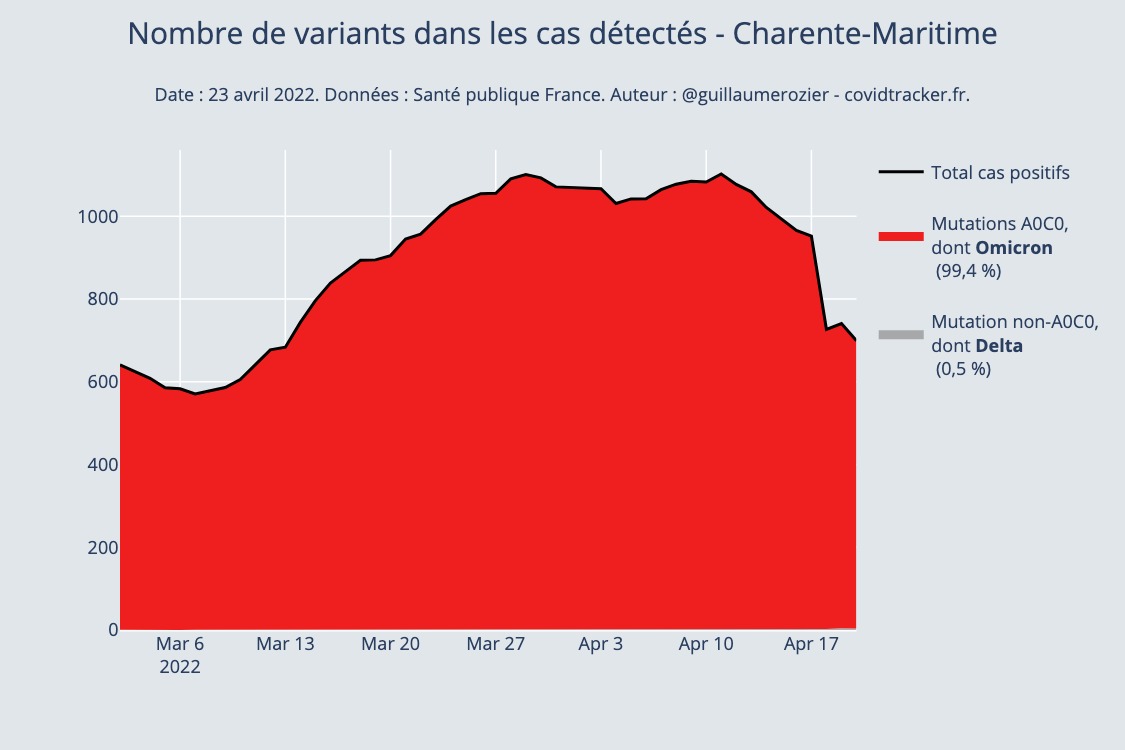 Nombre de variants dans les cas détectés - Charente-Maritime
Date : 23 avril 2022. Données : Santé publique France. Auteur : @guillaumerozier - covidtracker.fr.
Total cas positifs
Mutations A0C0,
dont Omicron
(99,4 %)
Mutation non-A0C0,
dont Delta
(0,5 %)
1000
800
600
400
200
0
Mar 6
2022
Mar 13
Mar 20
Mar 27
Apr 3
Apr 10
Apr 17